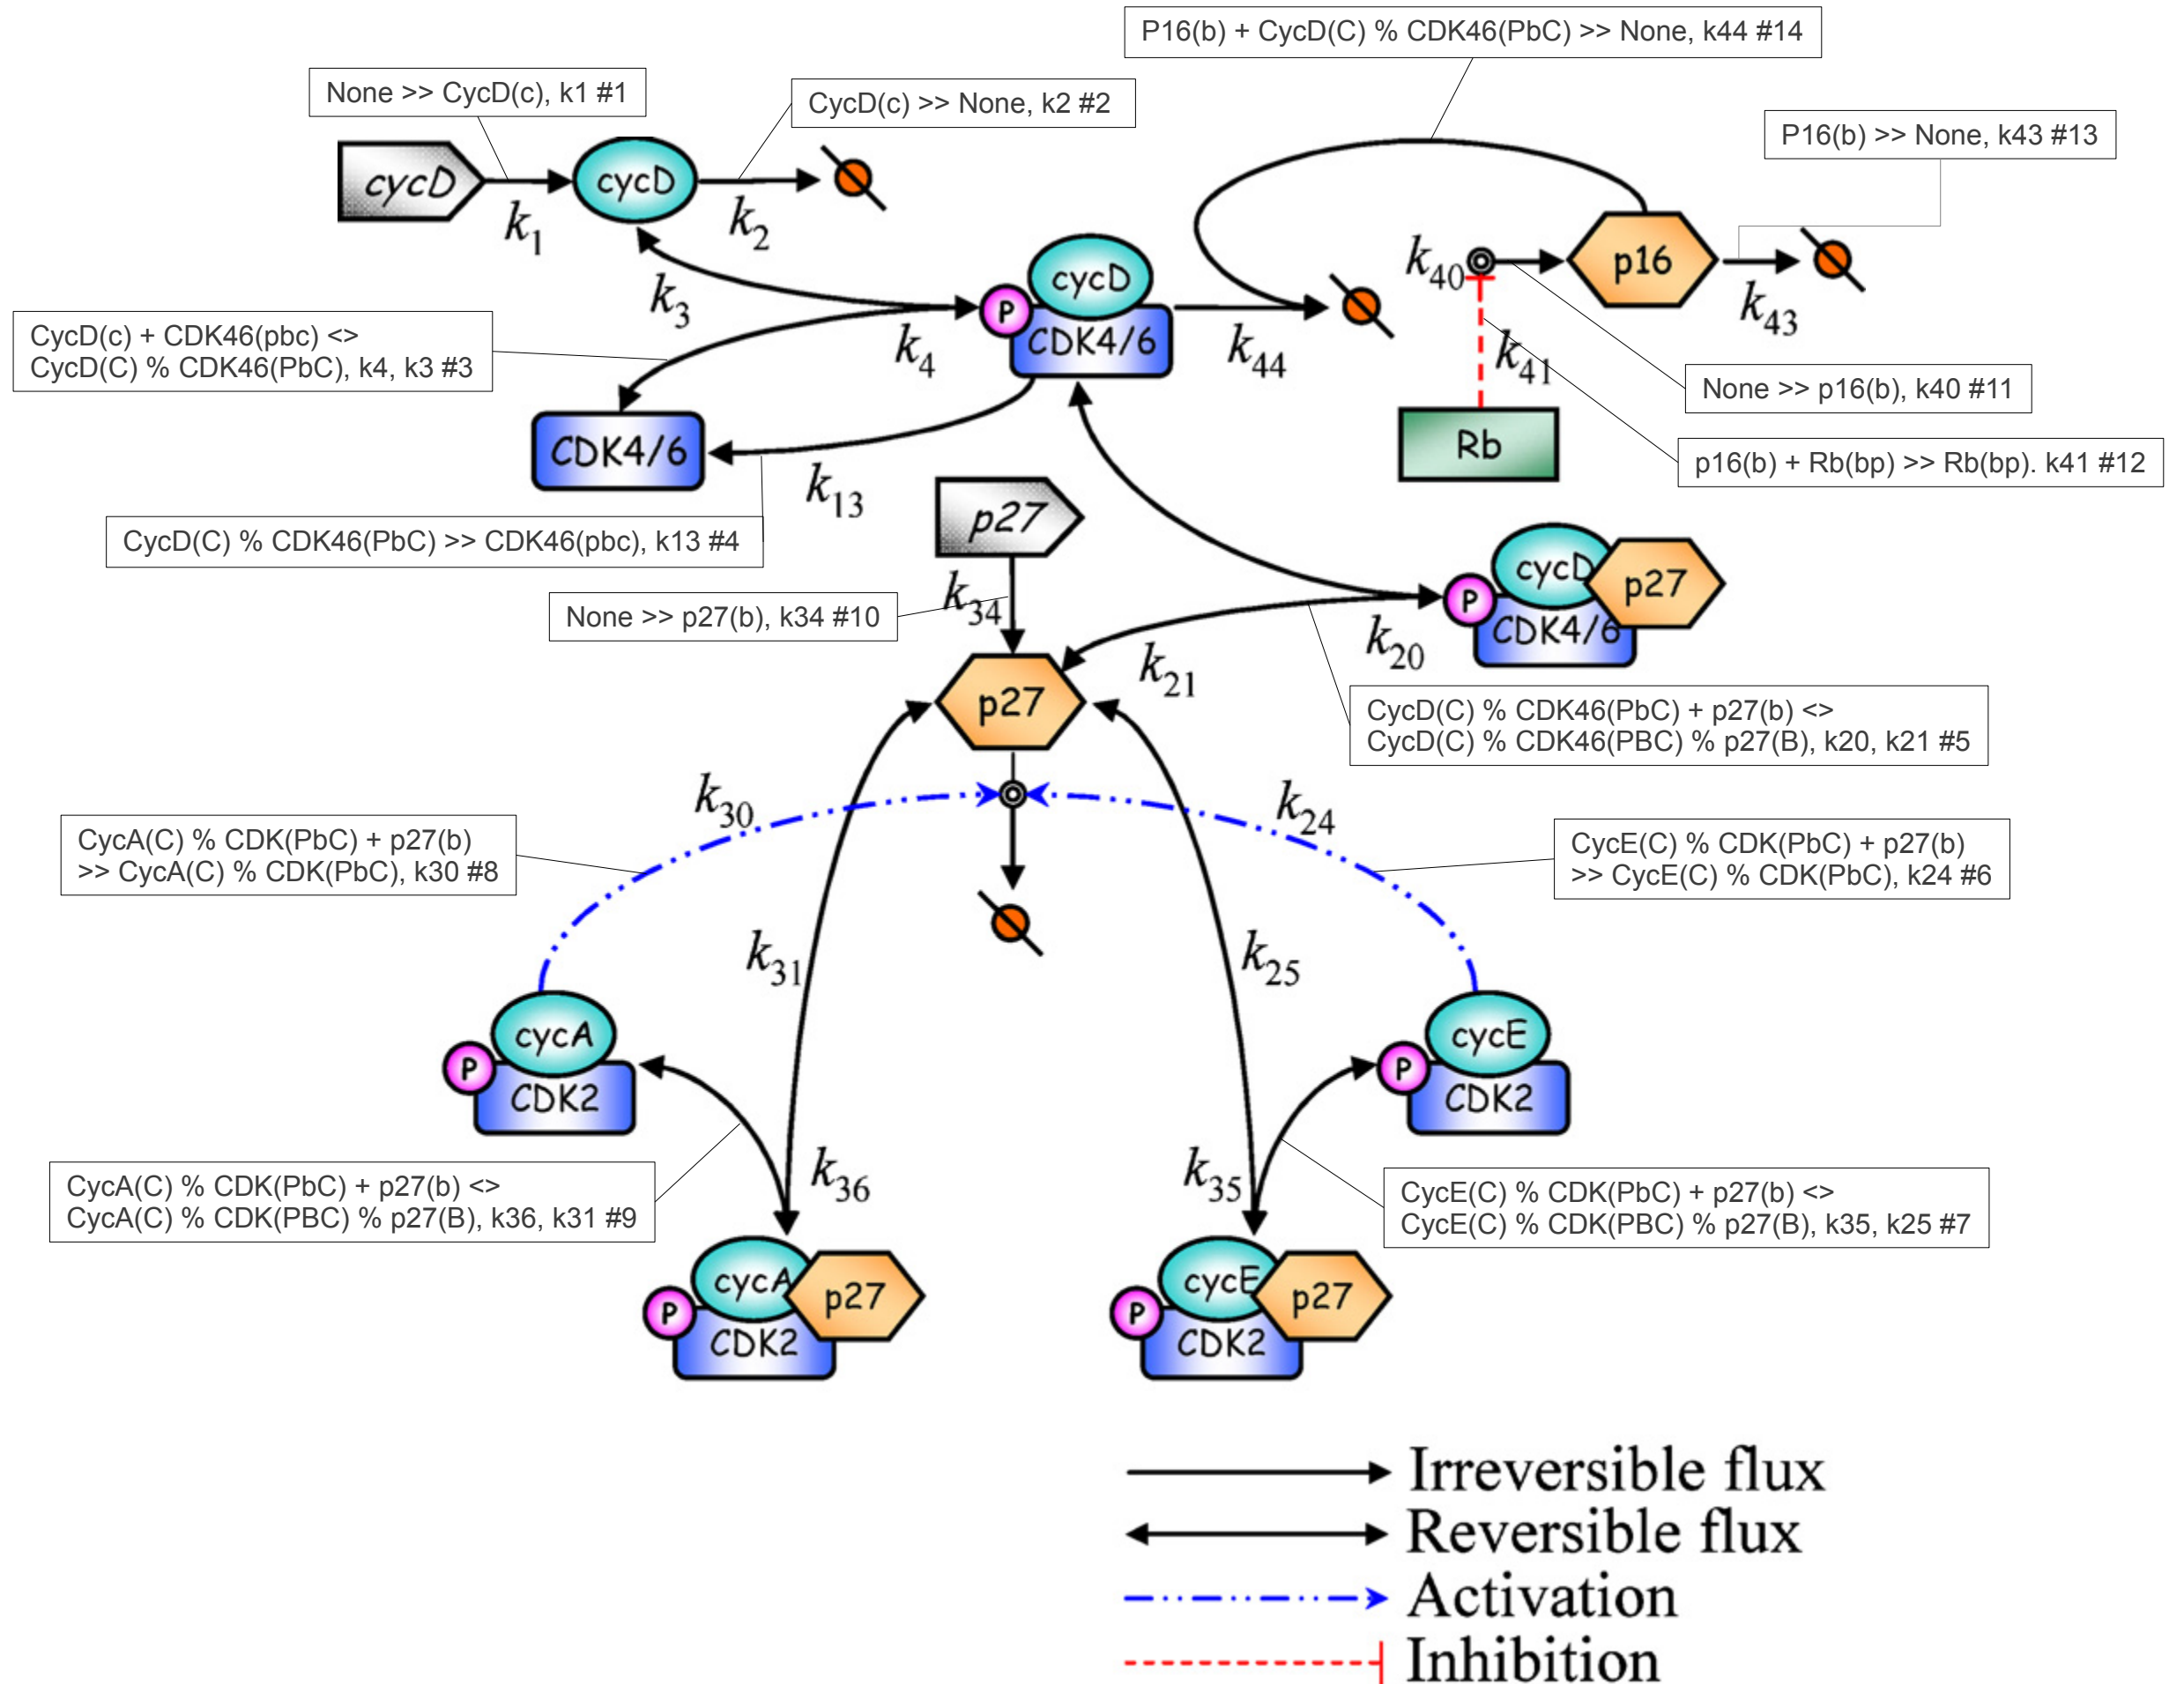 P16(b) + CycD(C) % CDK46(PbC) >> None, k44 #14
None >> CycD(c), k1 #1
CycD(c) >> None, k2 #2
P16(b) >> None, k43 #13
cycD
cycD
k1
k2
cycD
P
CDK4/6
k40
p16
k43
k3
k4
k44
k41
CycD(c) + CDK46(pbc) <>
CycD(C) % CDK46(PbC), k4, k3 #3
None >> p16(b), k40 #11
CDK4/6
Rb
p16(b) + Rb(bp) >> Rb(bp). k41 #12
k13
p27
CycD(C) % CDK46(PbC) >> CDK46(pbc), k13 #4
cycD
p27
P
CDK4/6
None >> p27(b), k34 #10
k34
k20
k21
p27
CycD(C) % CDK46(PbC) + p27(b) <>
CycD(C) % CDK46(PBC) % p27(B), k20, k21 #5
k30
k24
CycA(C) % CDK(PbC) + p27(b)
>> CycA(C) % CDK(PbC), k30 #8
CycE(C) % CDK(PbC) + p27(b)
>> CycE(C) % CDK(PbC), k24 #6
k31
k25
cycA
P
CDK2
cycE
P
CDK2
k36
k35
CycA(C) % CDK(PbC) + p27(b) <>
CycA(C) % CDK(PBC) % p27(B), k36, k31 #9
CycE(C) % CDK(PbC) + p27(b) <>
CycE(C) % CDK(PBC) % p27(B), k35, k25 #7
cycA
p27
P
CDK2
cycE
p27
P
CDK2
Irreversible flux
Reversible flux
Activation
Inhibition